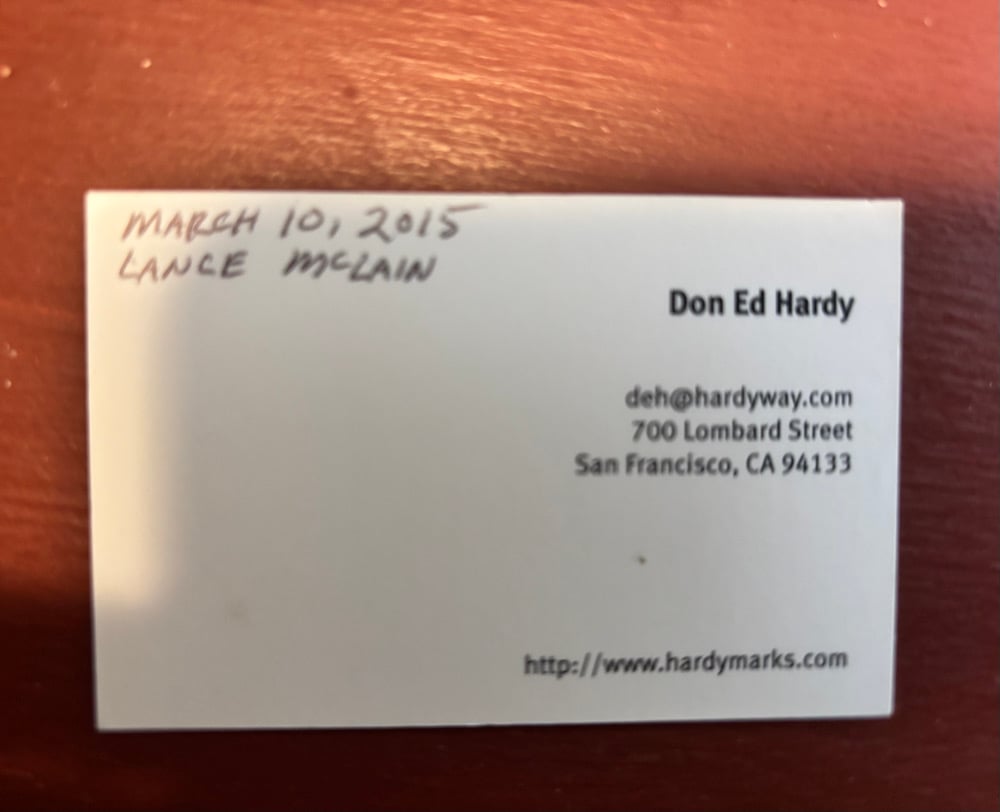 MARCH 10, 2015
LANCE McLAIN
Don Ed Hardy
deh@hardyway.com
700 Lombard Street
San Francisco, CA 94133
http://www.hardymarks.com